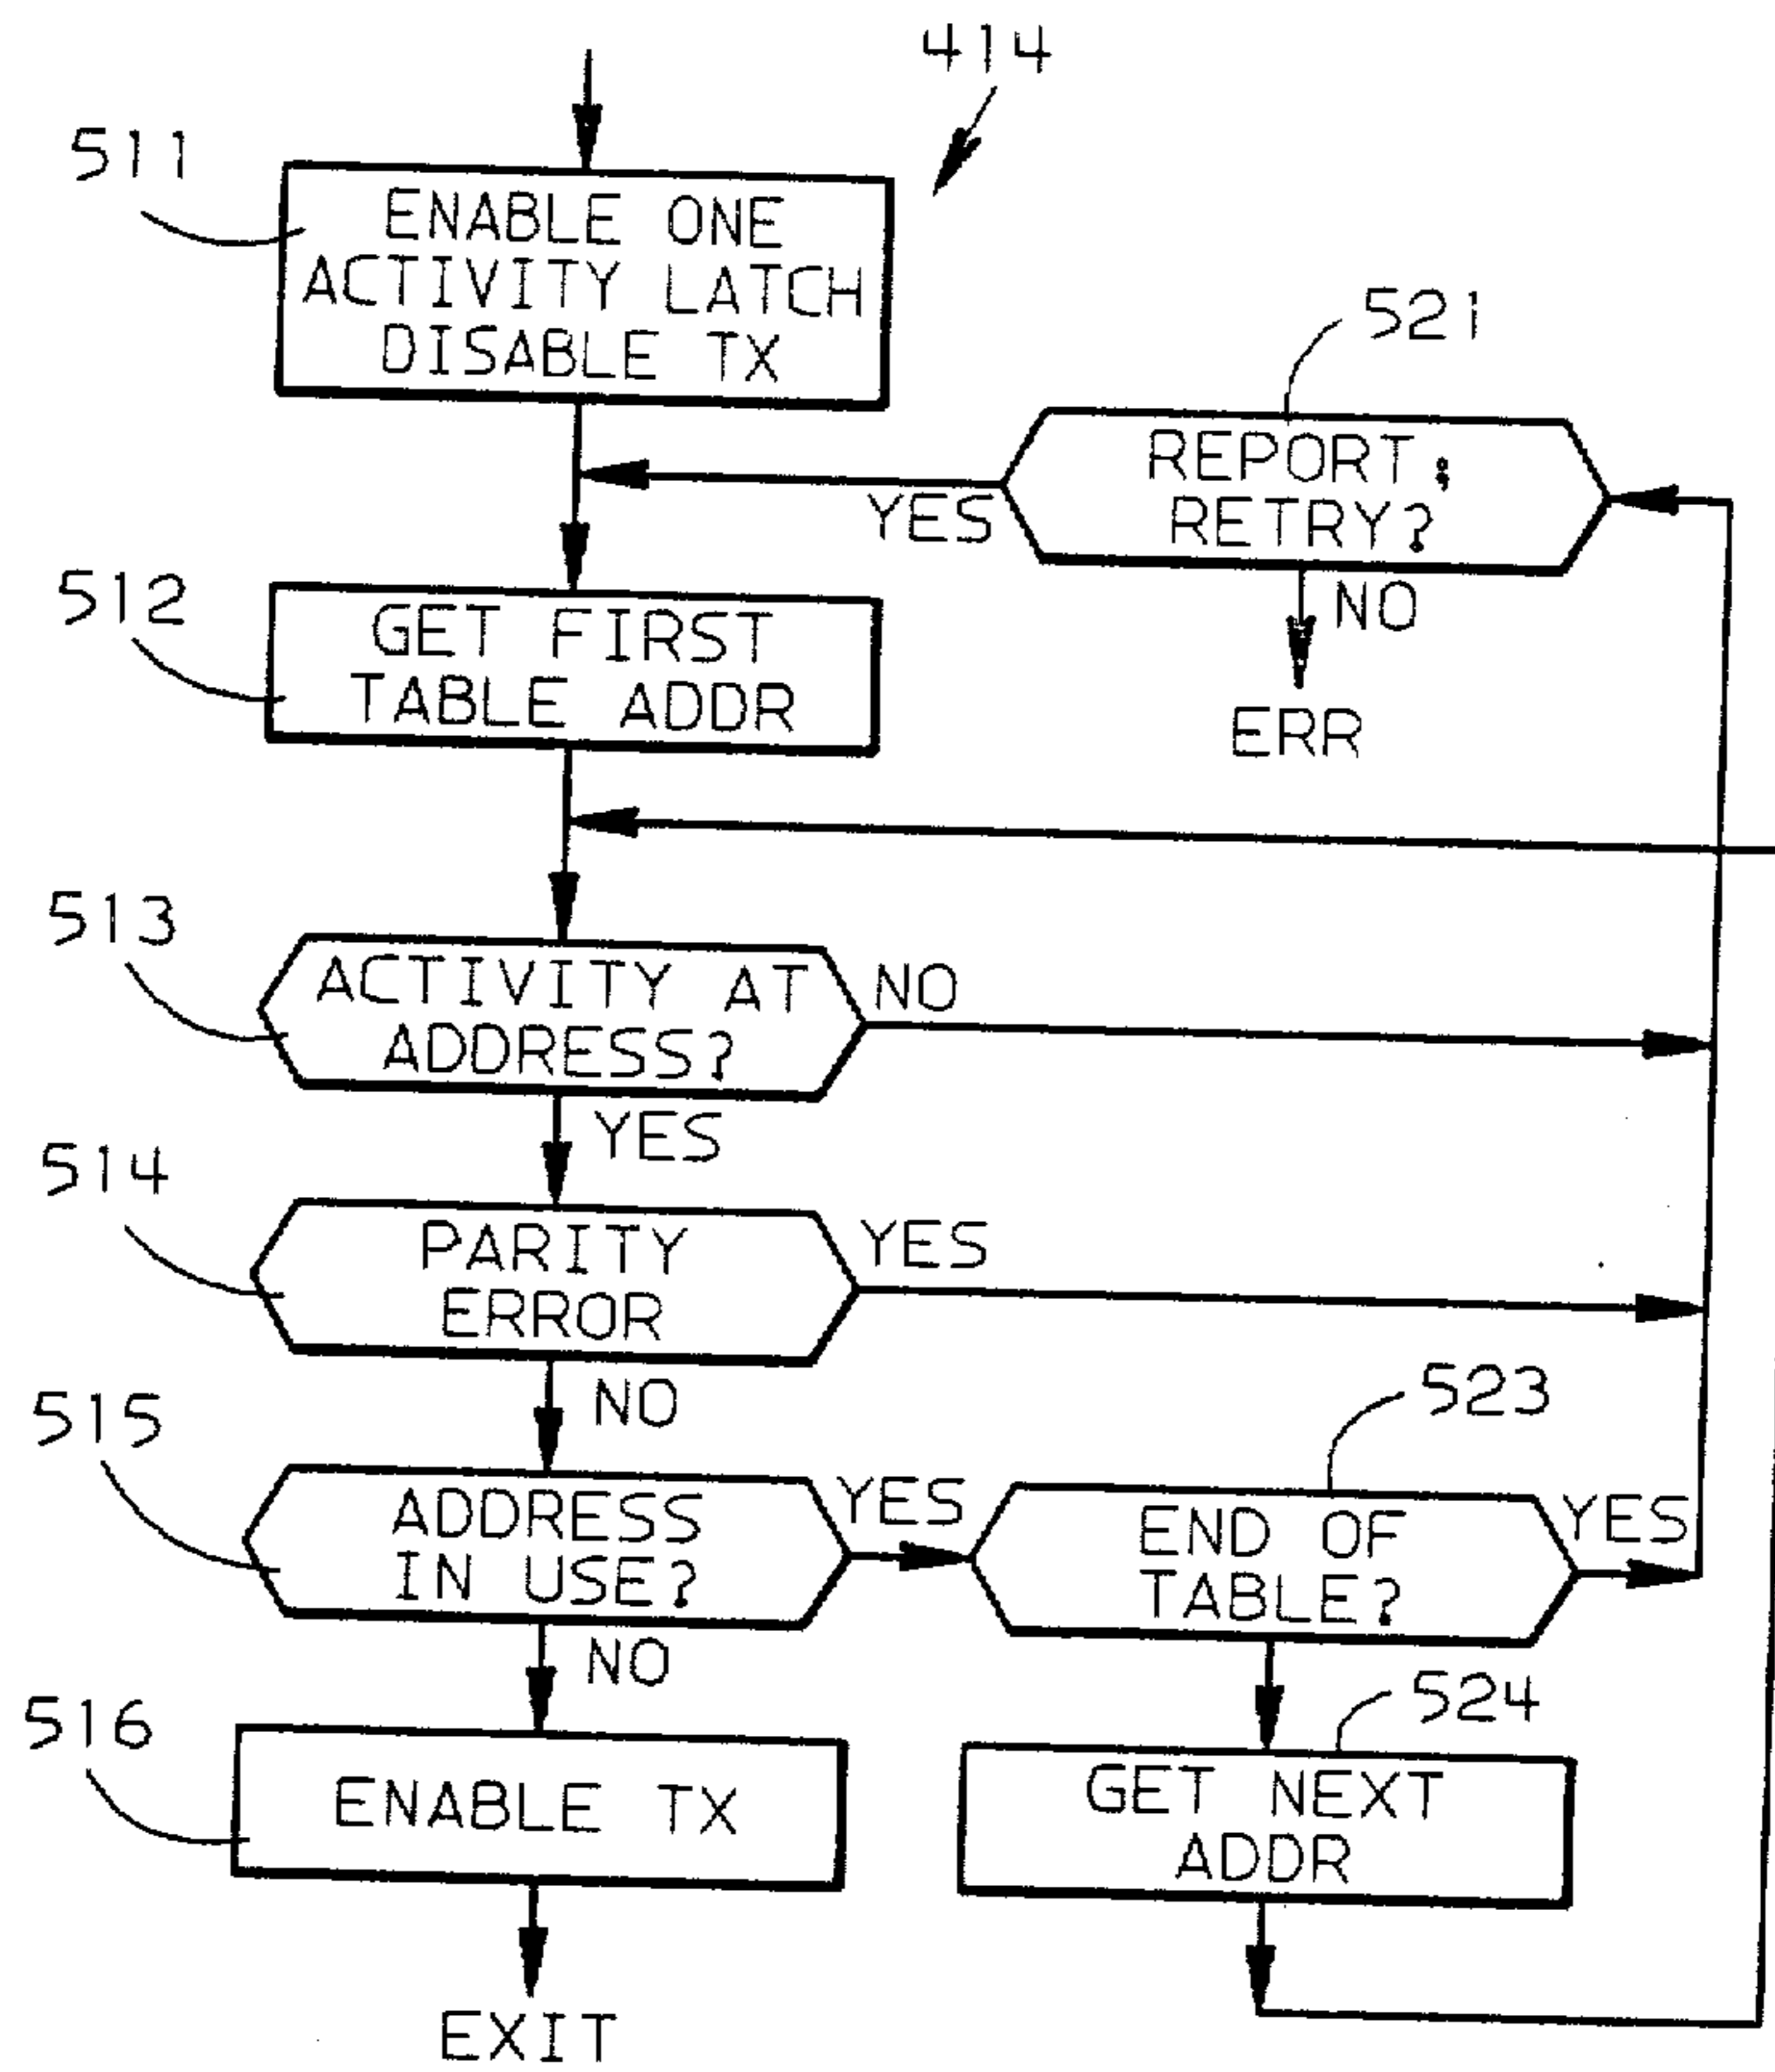 414
511
ENABLE ONE
ACTIVITY LATCH
DISABLE TX
521
REPORT;
RETRY?
YES
NO
ERR
512
GET FIRST
TABLE ADDR
513
ACTIVITY AT
ADDRESS?
NO
YES
514
PARITY
ERROR
YES
NO
515
ADDRESS
IN USE?
YES
NO
523
END OF
TABLE?
YES
516
ENABLE TX
524
GET NEXT
ADDR
EXIT